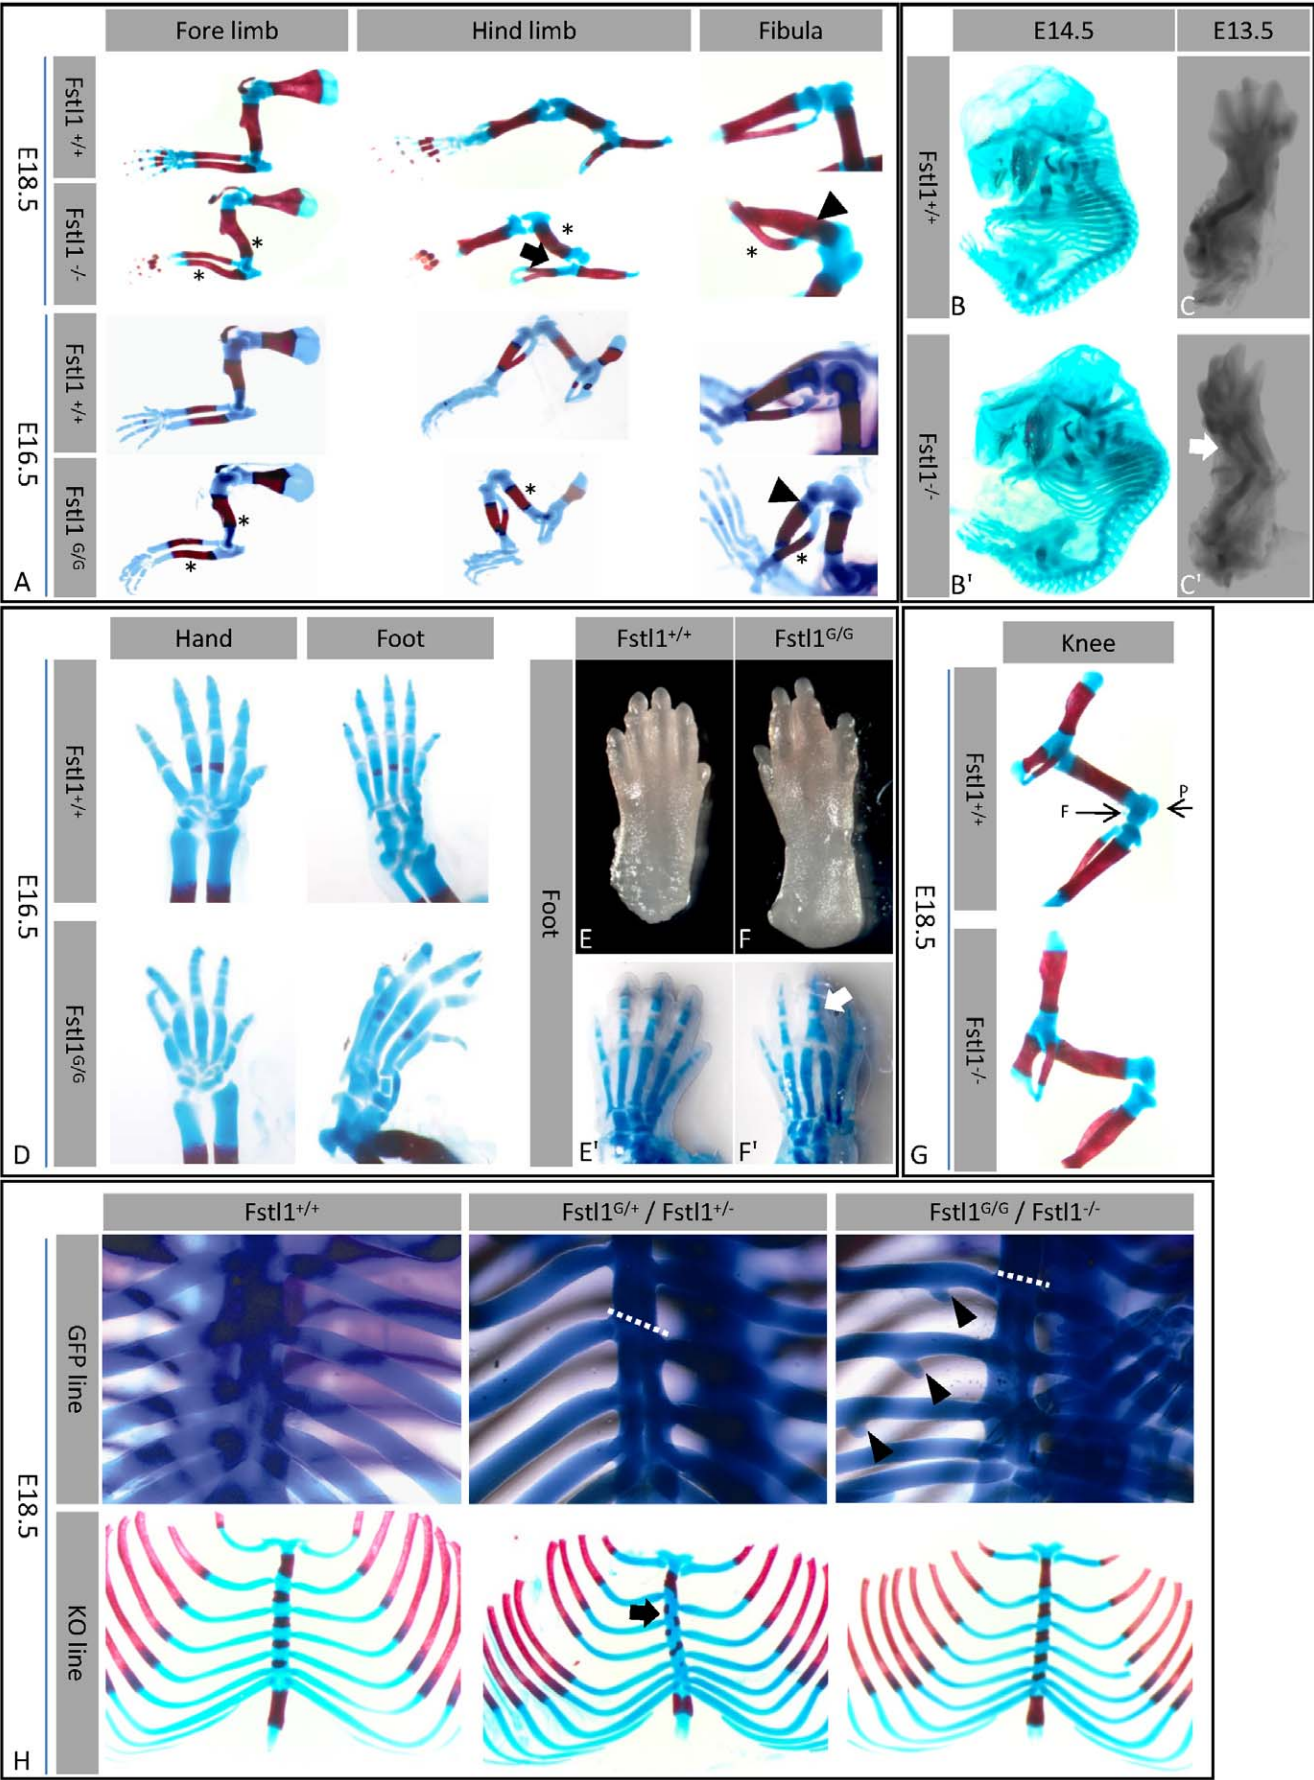 Fore limb
Hind limb
Fibula
E18.5
Fstl1 +/+
*
*
*
Fstl1 -/-
*
E16.5
Fstl1 +/+
*
*
*
*
Fstl1 G/G
A
E14.5
E13.5
Fstl1+/+
B
C
Fstl1-/-
B'
C'
Hand
Foot
E16.5
Fstl1+/+
Fstl1G/G
D
Fstl1+/+
Fstl1G/G
Foot
E
F
E'
F'
Knee
E18.5
Fstl1+/+
F
P
Fstl1-/-
G
Fstl1+/+
Fstl1G/+ / Fstl1+/-
Fstl1G/G / Fstl1-/-
E18.5
GFP line
KO line
H